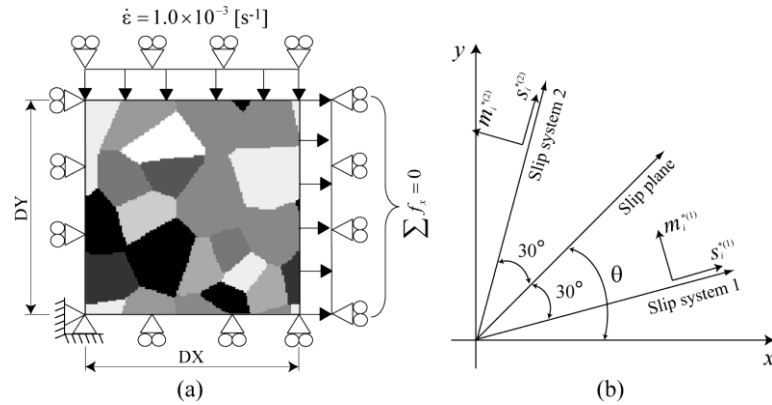 ε̇ = 1.0×10⁻³ [s⁻¹]
DY
∑ f_x = 0
DX
(a)
y
m_i^{*(2)}
s_i^{*(2)}
Slip system 2
Slip plane
m_i^{*(1)}
s_i^{*(1)}
30°
θ
30°
Slip system 1
x
(b)